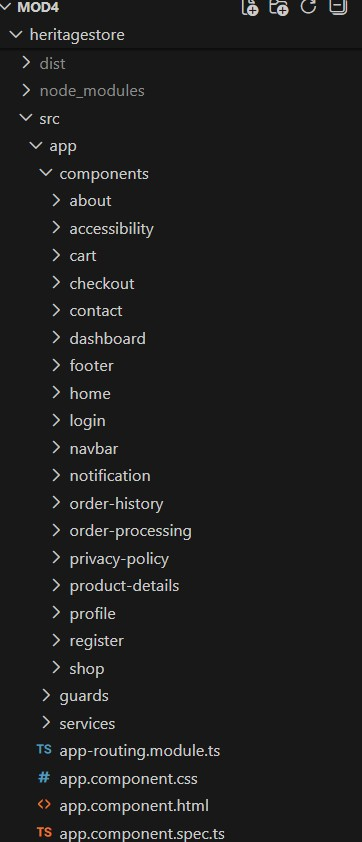 MOD4
heritagestore
dist
node_modules
src
app
components
about
accessibility
cart
checkout
contact
dashboard
footer
home
login
navbar
notification
order-history
order-processing
privacy-policy
product-details
profile
register
shop
guards
services
TS app-routing.module.ts
# app.component.css
<> app.component.html
TS app.component.spec.ts